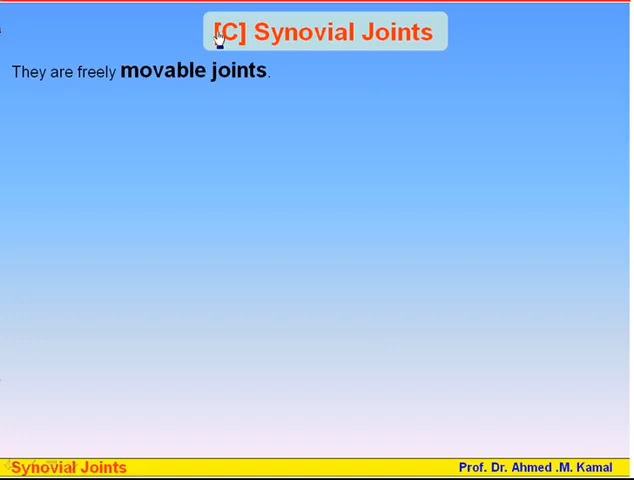 [C] Synovial Joints
They are freely movable joints.
Synovial Joints
Prof. Dr. Ahmed .M. Kamal